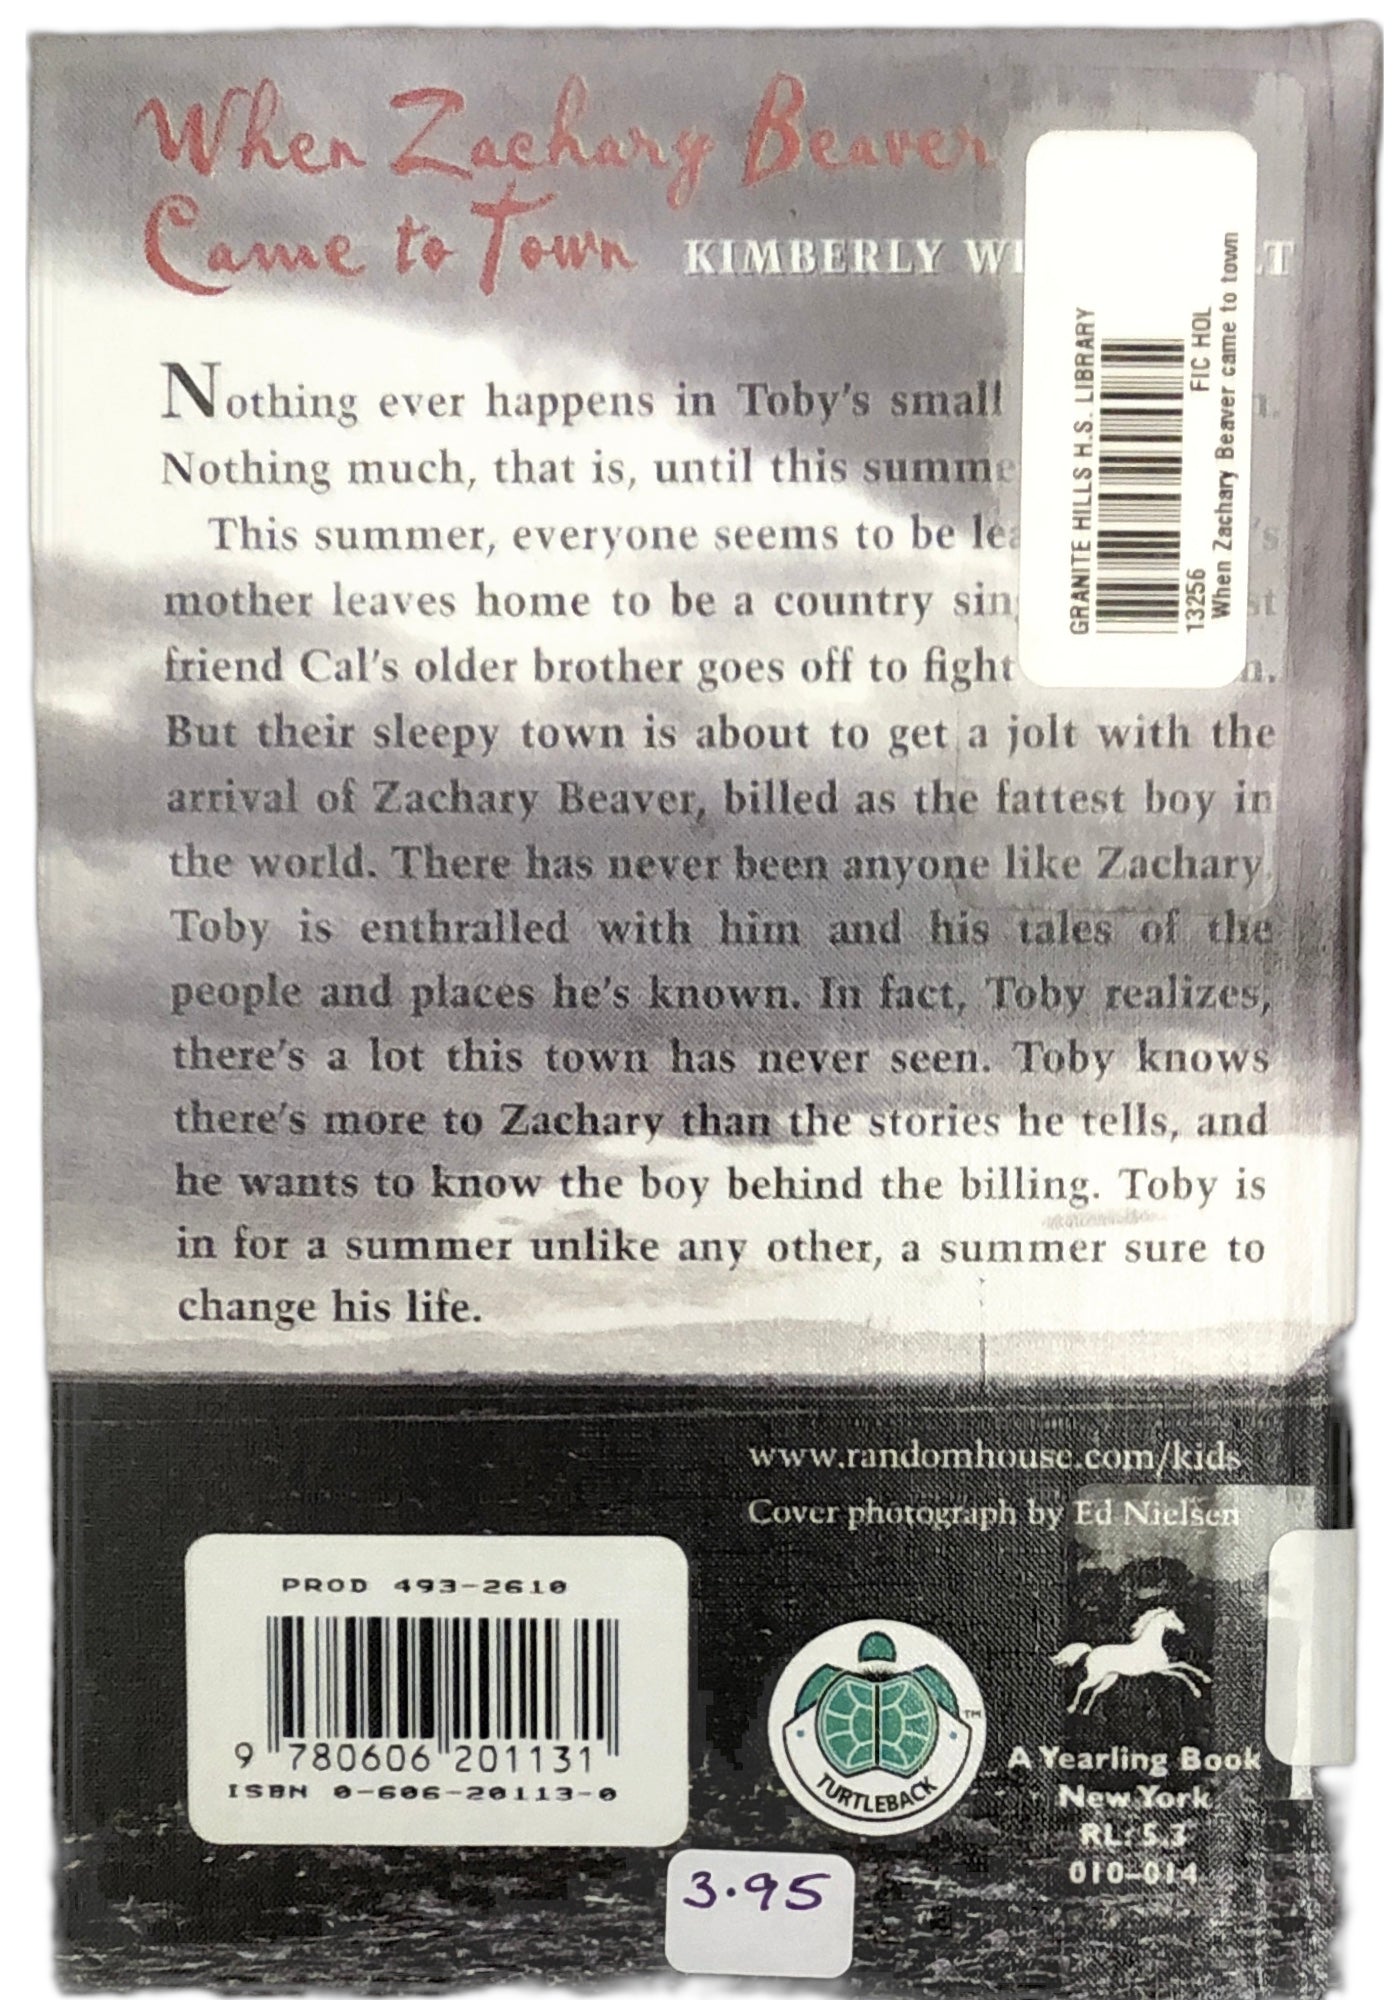 When Zachary Beaver
Came to Town KIMBERLY
Nothing ever happens in Toby's small
Nothing much, that is, until this
This summer, everyone seems to be
mother leaves home to be a country
friend Cal's older brother goes off to fight
But their sleepy town is about to get a jolt with the
arrival of Zachary Beaver, billed as the fattest boy in
the world. There has never been anyone like Zachary.
Toby is enthralled with him and his tales of the
people and places he's known. In fact, Toby realizes,
there's a lot this town has never seen. Toby knows
there's more to Zachary than the stories he tells, and
he wants to know the boy behind the billing. Toby is
in for a summer unlike any other, a summer sure to
change his life.
GRANITE HILLS H.S. LIBRARY
13256 FIC HOL
When Zachary Beaver came to town
www.randomhouse.com/kids
Cover photograph by Ed Nielsen
PROD 493-2610
9 780606 201131
ISBN 0-606-20113-0
TURTLEBACK
TM
A Yearling Book
New York
RL: 5.3
010-014
3.95